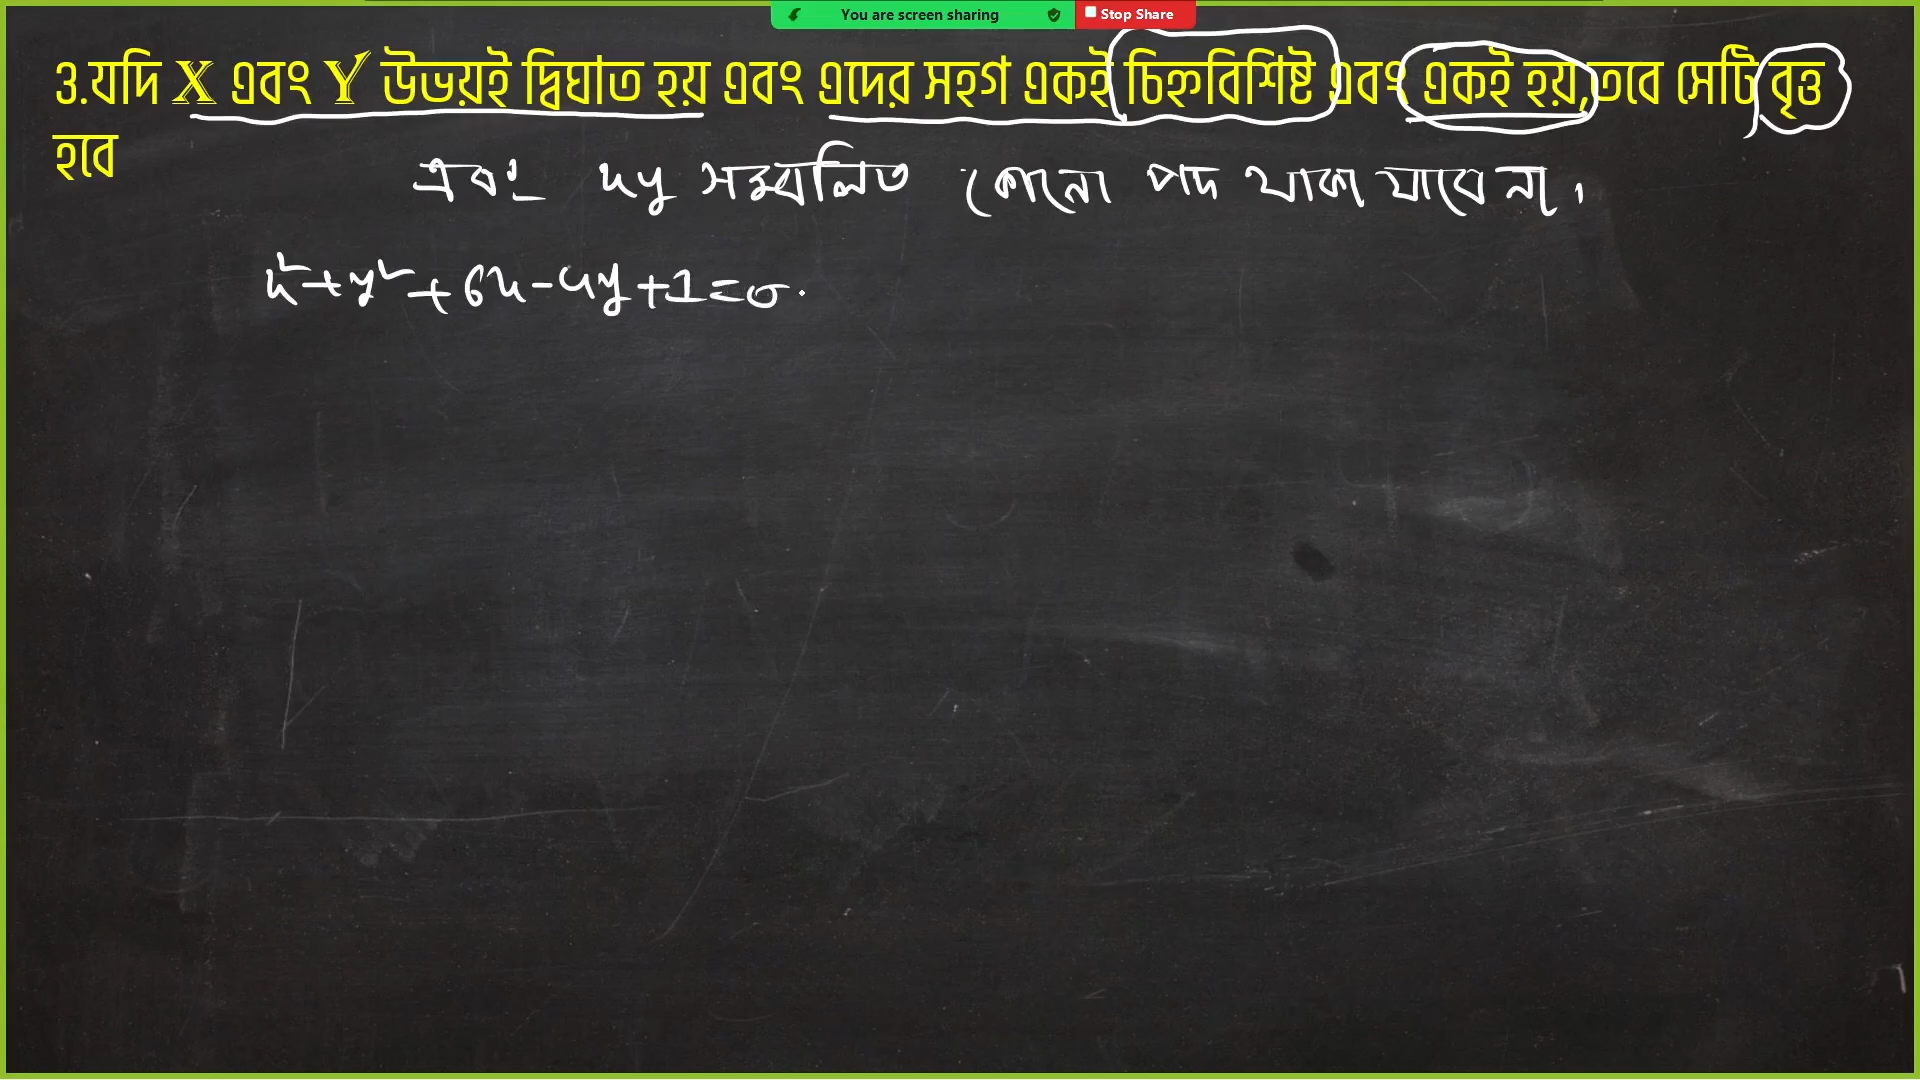 You are screen sharing Stop Share
৩.যদি X এবং Y উভয়ই দ্বিঘাত হয় এবং এদের সহগ একই চিহ্নবিশিষ্ট এবং একই হয়,তবে সেটি বৃত্ত
হবে
এবং xy সম্বলিত কোনো পদ থাকা যাবে না।
x²+y²+6x-4y+1=0.